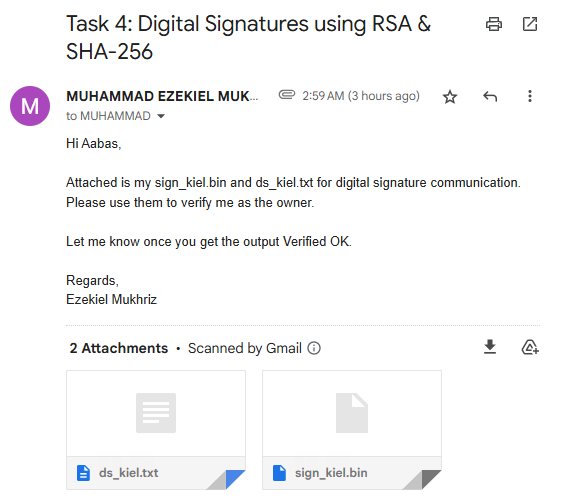 Task 4: Digital Signatures using RSA &
SHA-256
M
MUHAMMAD EZEKIEL MUK...
2:59 AM (3 hours ago)
to MUHAMMAD
Hi Aabas,
Attached is my sign_kiel.bin and ds_kiel.txt for digital signature communication.
Please use them to verify me as the owner.
Let me know once you get the output Verified OK.
Regards,
Ezekiel Mukhriz
2 Attachments • Scanned by Gmail
ds_kiel.txt
sign_kiel.bin